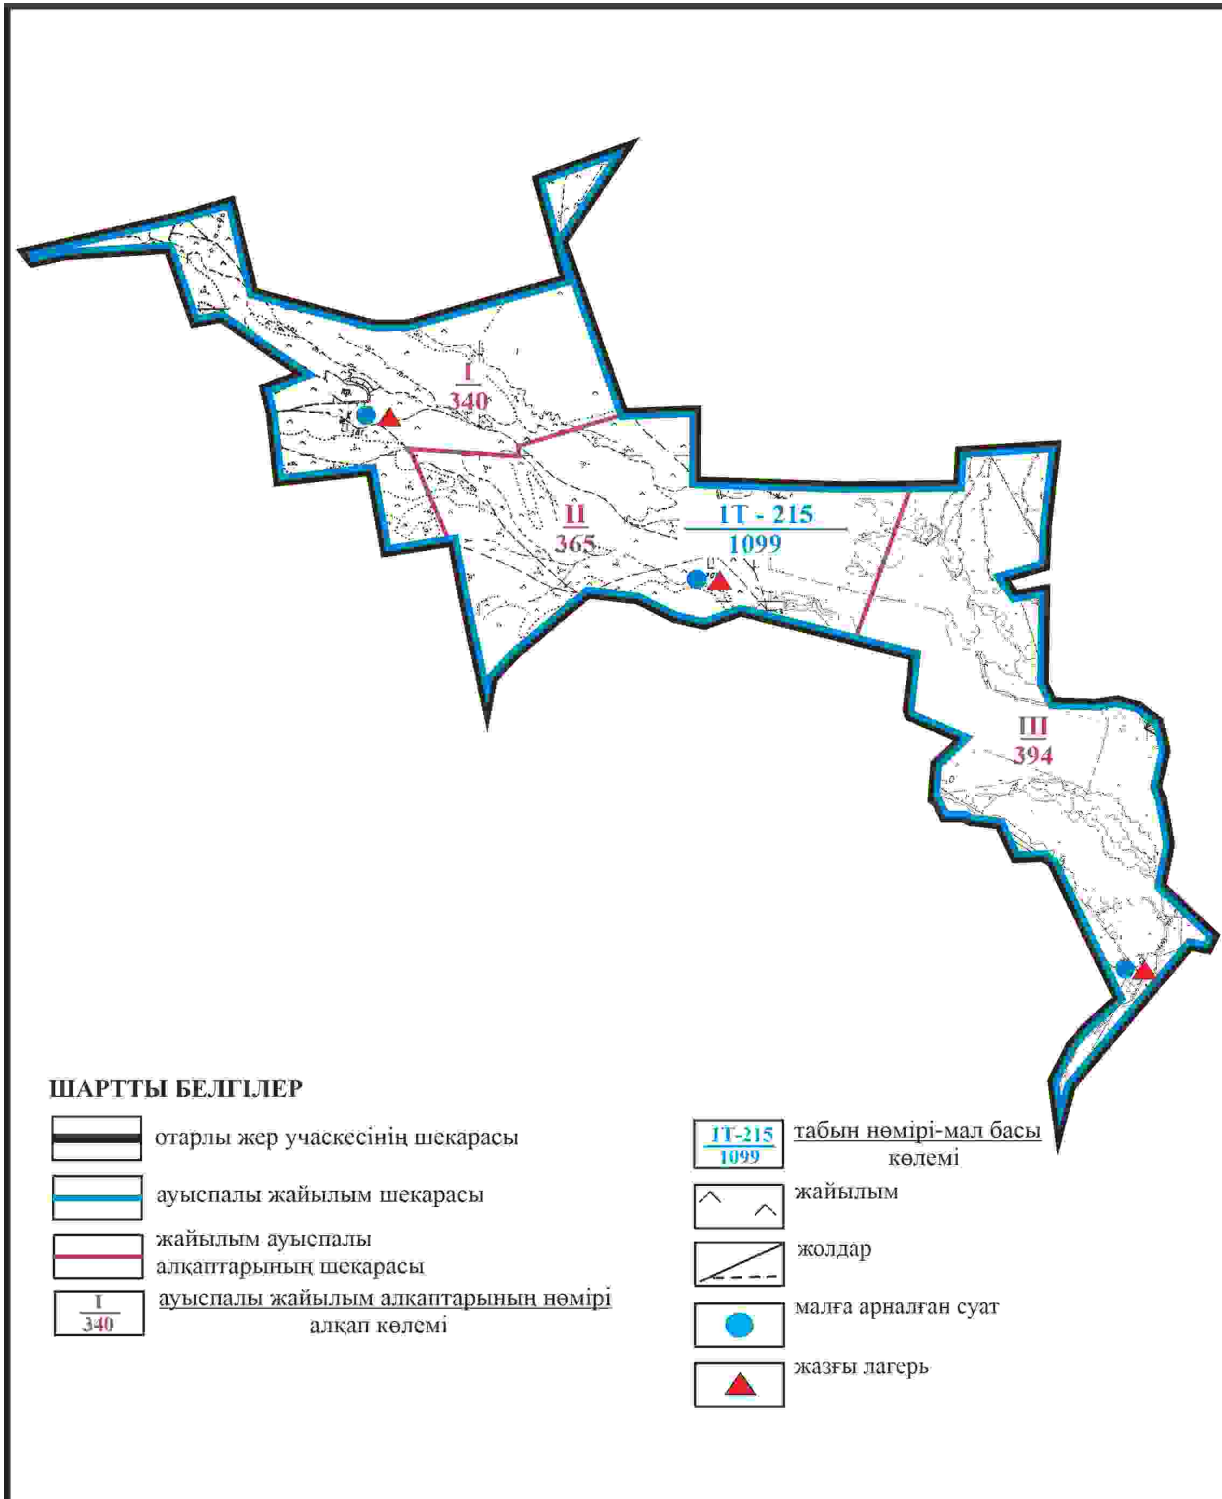 I
340
II
365
1Т - 215
1099
III
394
ШАРТТЫ БЕЛГІЛЕР
отарлы жер учаскесінің шекарасы
ауыспалы жайылым шекарасы
жайылым ауыспалы
алқаптарының шекарасы
I
340
ауыспалы жайылым алкаптарының нөмірі
алқап көлемі
1Т-215
1099
табын нөмірі-мал басы
көлемі
жайылым
жолдар
малға арналған суат
жазғы лагерь